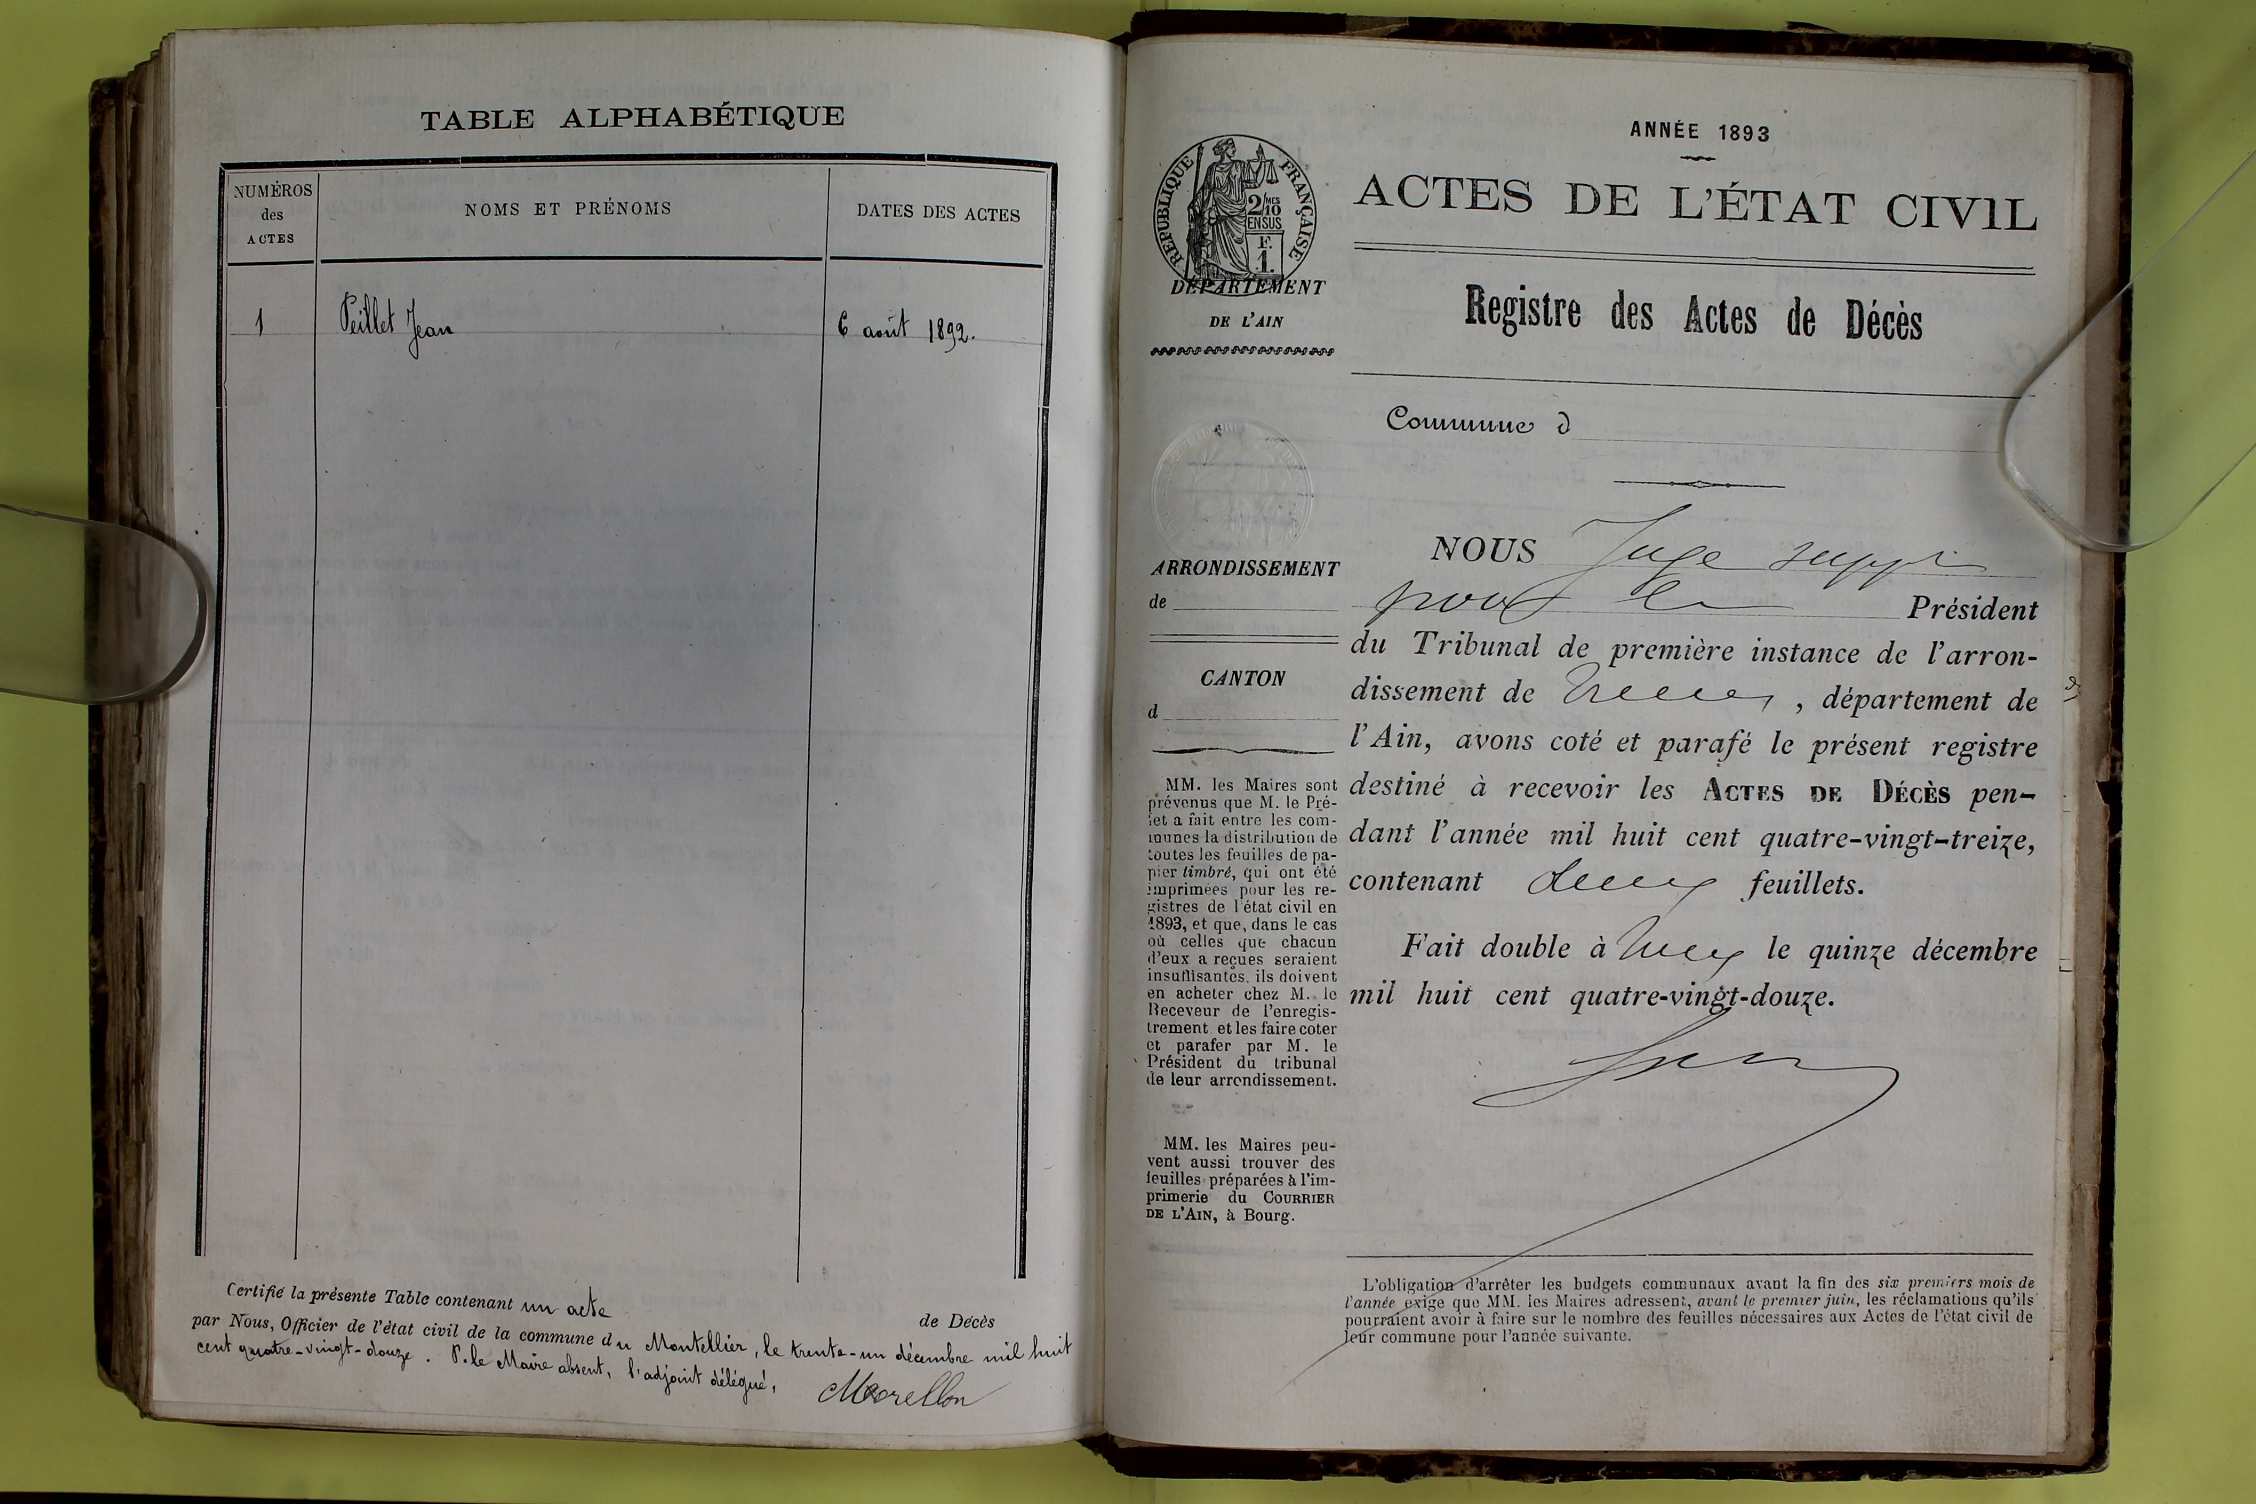 TABLE ALPHABÉTIQUE
NUMÉROS
des
ACTES
NOMS ET PRÉNOMS
DATES DES ACTES
1 Peillet Jean 6 août 1892.
Certifié la présente Table contenant un acte de Décès
par Nous, Officier de l'état civil de la commune du Montellier, le trente-un décembre mil huit
cent quatre-vingt-douze. P. le Maire absent, l'adjoint délégué,
Morellon
RÉPUBLIQUE FRANÇAISE
2/10 MES
EN SUS
F.
1.
DÉPARTEMENT
DE L'AIN
ARRONDISSEMENT
de
CANTON
d
MM. les Maires sont
prévenus que M. le Pré-
fet a fait entre les com-
munes la distribution de
toutes les feuilles de pa-
pier timbré, qui ont été
imprimées pour les re-
gistres de l'état civil en
1893, et que, dans le cas
où celles que chacun
d'eux a reçues seraient
insuffisantes, ils doivent
en acheter chez M. le
Receveur de l'enregis-
trement et les faire coter
et parafer par M. le
Président du tribunal
de leur arrondissement.
MM. les Maires peu-
vent aussi trouver des
feuilles préparées à l'im-
primerie du COURRIER
DE L'AIN, à Bourg.
ANNÉE 1893
ACTES DE L'ÉTAT CIVIL
Registre des Actes de Décès
Commune d
NOUS Juge supp
pour le Président
du Tribunal de première instance de l'arron-
dissement de Trévoux, département de
l'Ain, avons coté et parafé le présent registre
destiné à recevoir les ACTES DE DÉCÈS pen-
dant l'année mil huit cent quatre-vingt-treize,
contenant deux feuillets.
Fait double à Trévoux le quinze décembre
mil huit cent quatre-vingt-douze.
L'obligation d'arrêter les budgets communaux avant la fin des six premiers mois de
l'année exige que MM. les Maires adressent, avant le premier juin, les réclamations qu'ils
pourraient avoir à faire sur le nombre des feuilles nécessaires aux Actes de l'état civil de
leur commune pour l'année suivante.